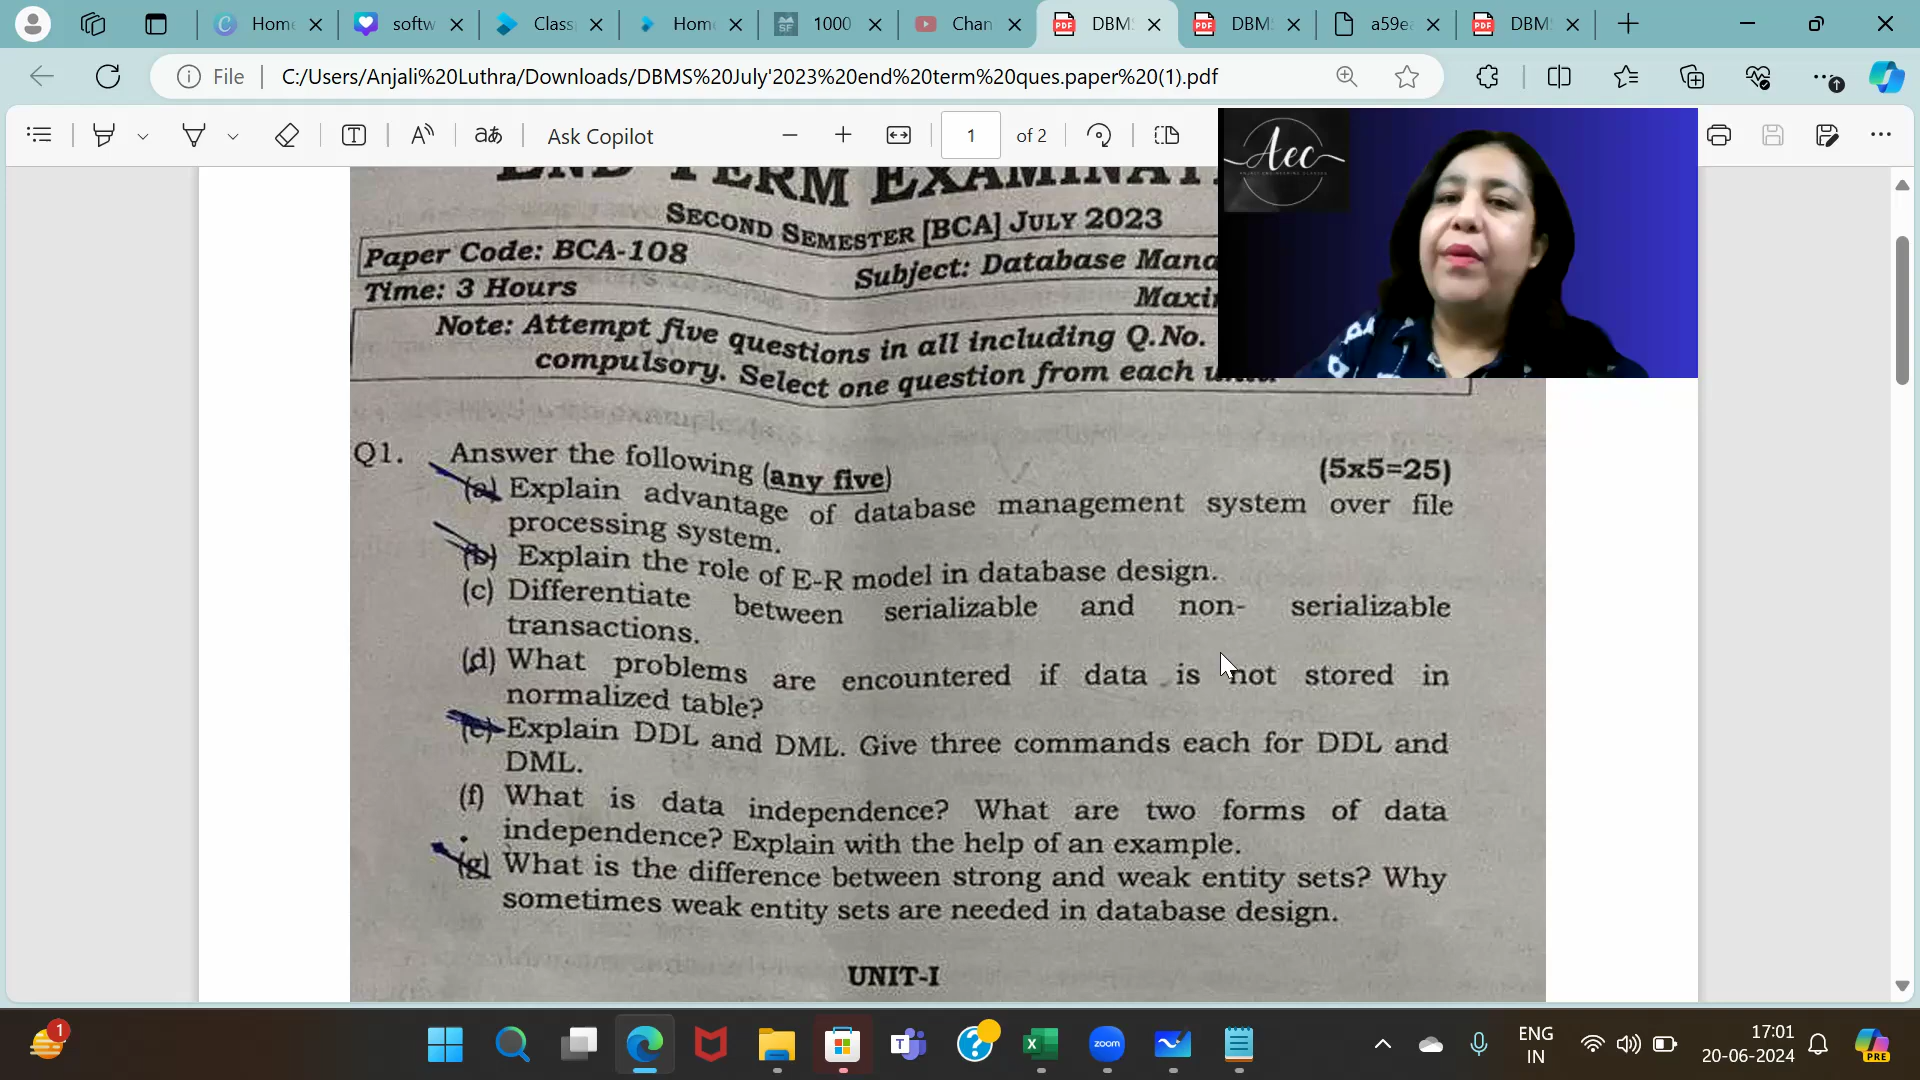 Home
softw
Class
Home
1000
Chan
DBMS
DBM
a59e
DBM
File
C:/Users/Anjali%20Luthra/Downloads/DBMS%20July'2023%20end%20term%20ques.paper%20(1).pdf
Ask Copilot
1 of 2
Aec
SECOND SEMESTER [BCA] JULY 2023
Paper Code: BCA-108
Subject: Database Mana
Time: 3 Hours
Maxi
Note: Attempt five questions in all including Q.No.
compulsory. Select one question from each
Q1. Answer the following (any five) (5x5=25)
(a) Explain advantage of database management system over file
processing system.
(b) Explain the role of E-R model in database design.
(c) Differentiate between serializable and non- serializable
transactions.
(d) What problems are encountered if data is not stored in
normalized table?
(e) Explain DDL and DML. Give three commands each for DDL and
DML.
(f) What is data independence? What are two forms of data
independence? Explain with the help of an example.
(g) What is the difference between strong and weak entity sets? Why
sometimes weak entity sets are needed in database design.
UNIT-I
1
zoom
ENG
IN
17:01
20-06-2024
PRE